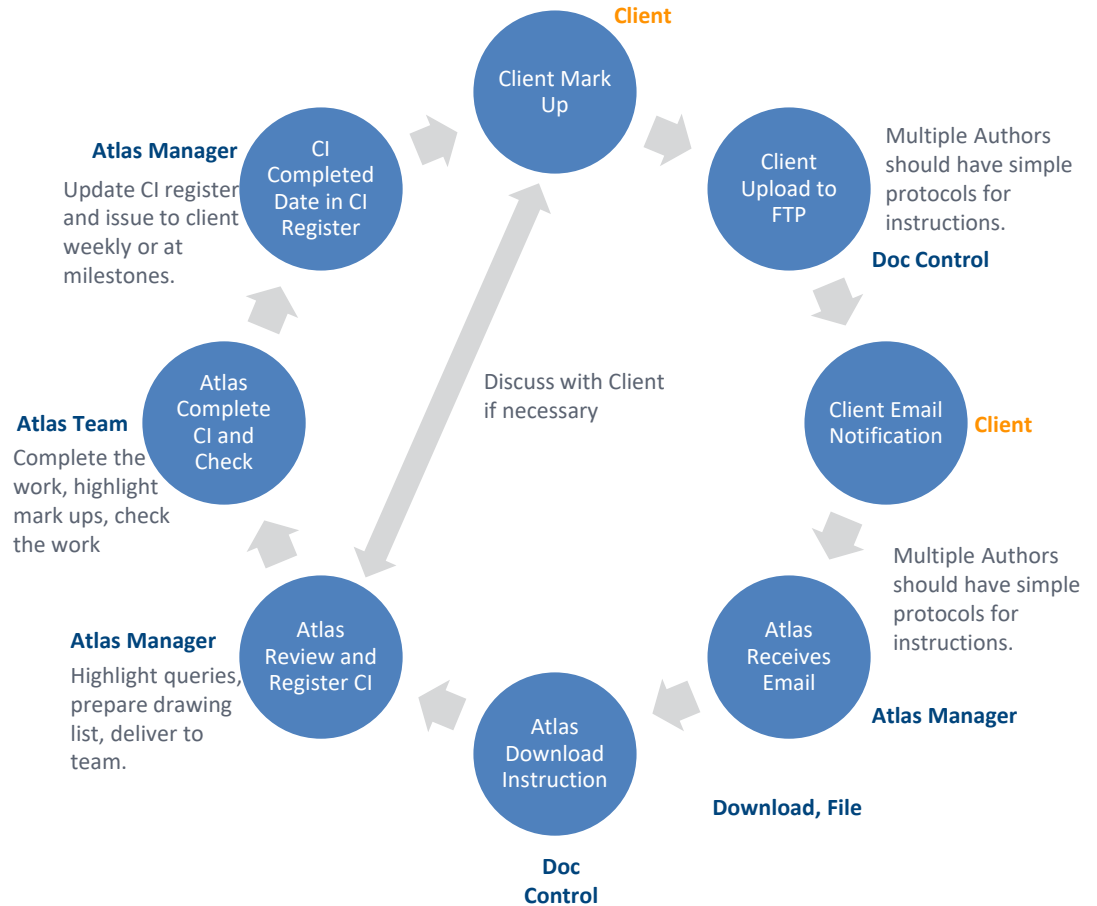 Client
Client Mark
Up
Client
Upload to
FTP
Multiple Authors
should have simple
protocols for
instructions.
Doc Control
Client Email
Notification
Client
Multiple Authors
should have simple
protocols for
instructions.
Atlas
Receives
Email
Atlas Manager
Download, File
Atlas
Download
Instruction
Doc
Control
Atlas
Review and
Register CI
Atlas Manager
Highlight queries,
prepare drawing
list, deliver to
team.
Discuss with Client
if necessary
Atlas
Complete
CI and
Check
Atlas Team
Complete the
work, highlight
mark ups, check
the work
CI
Completed
Date in CI
Register
Atlas Manager
Update CI register
and issue to client
weekly or at
milestones.